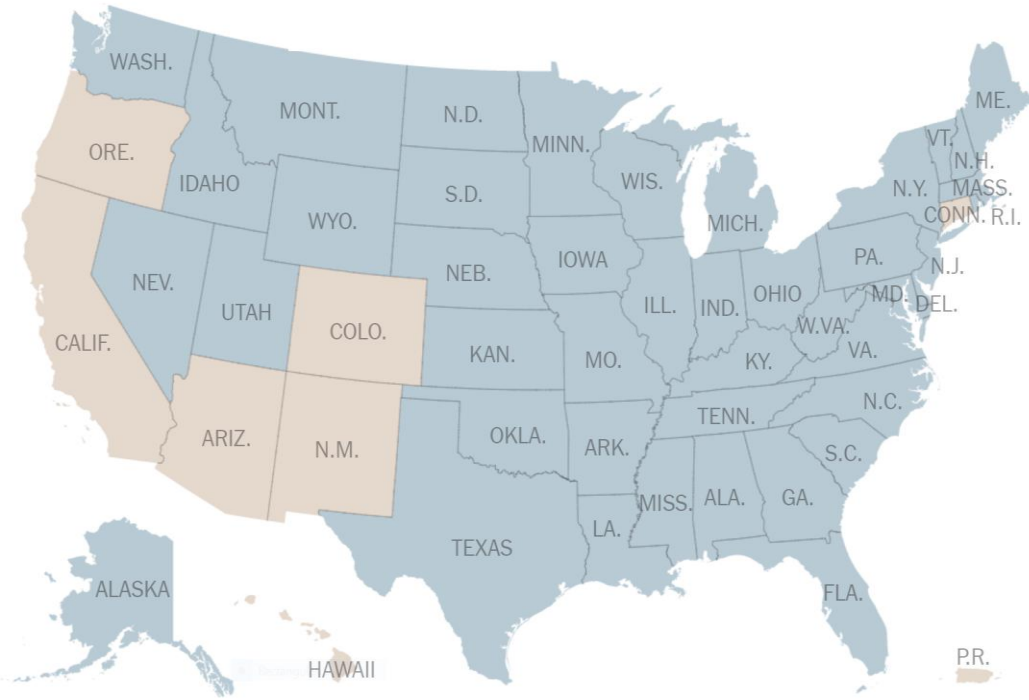 WASH.
MONT.
N.D.
MINN.
ME.
VT.
N.H.
ORE.
IDAHO
WYO.
S.D.
WIS.
MICH.
N.Y.
MASS.
CONN.
R.I.
NEV.
UTAH
COLO.
NEB.
IOWA
ILL.
IND.
OHIO
PA.
N.J.
MD.
DEL.
CALIF.
KAN.
MO.
KY.
W.VA.
VA.
ARIZ.
N.M.
OKLA.
ARK.
TENN.
N.C.
S.C.
TEXAS
LA.
MISS.
ALA.
GA.
FLA.
ALASKA
HAWAII
P.R.